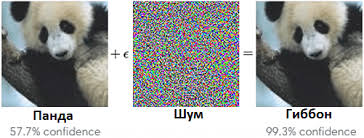 + ϵ =
Панда Шум Гиббон
57.7% confidence 99.3% confidence